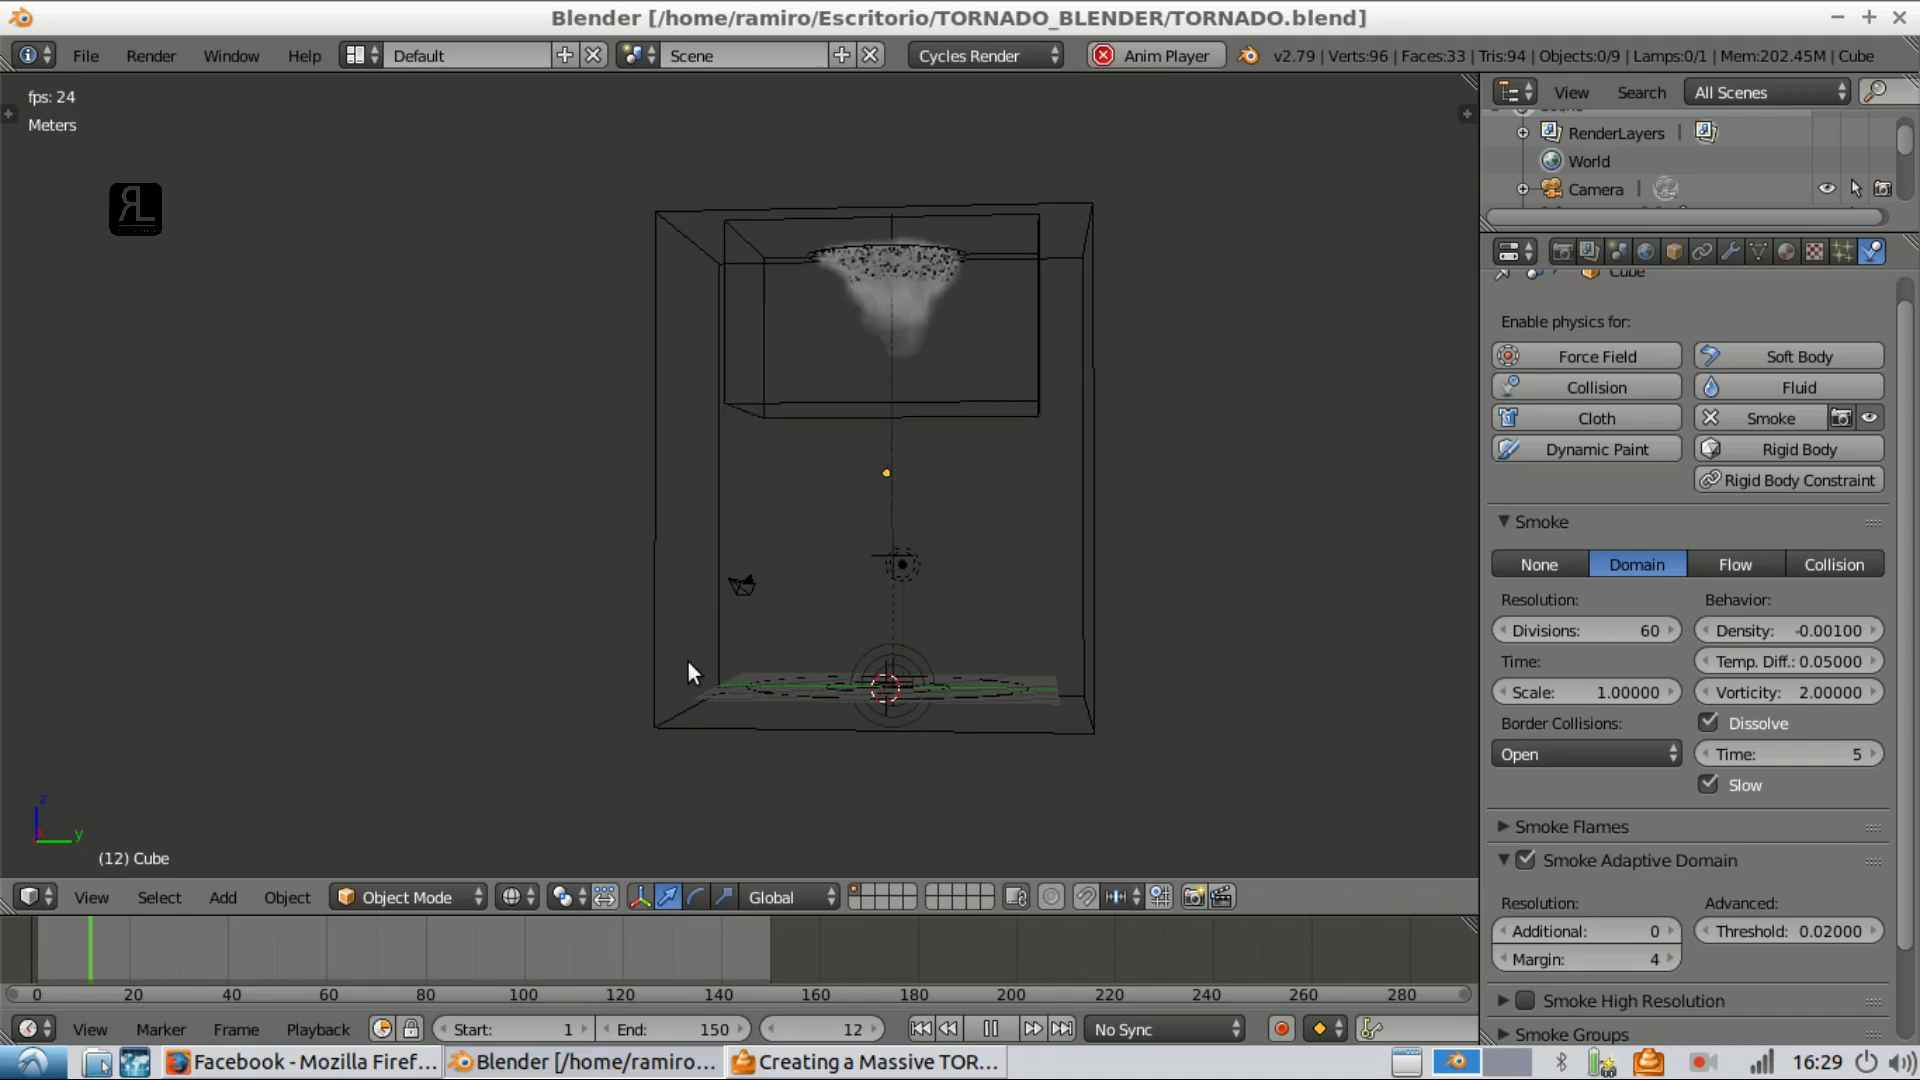 Blender [/home/ramiro/Escritorio/TORNADO_BLENDER/TORNADO.blend]
File Render Window Help Default Scene Cycles Render Anim Player v2.79 | Verts:96 | Faces:33 | Tris:94 | Objects:0/9 | Lamps:0/1 | Mem:202.45M | Cube
fps: 24
Meters
View Search All Scenes
RenderLayers
World
Camera
Cube
Enable physics for:
Force Field Soft Body
Collision Fluid
Cloth Smoke
Dynamic Paint Rigid Body
Rigid Body Constraint
Smoke
None Domain Flow Collision
Resolution: Behavior:
Divisions: 60 Density: -0.00100
Time: Temp. Diff.: 0.05000
Scale: 1.00000 Vorticity: 2.00000
Border Collisions: Dissolve
Open Time: 5
Slow
Smoke Flames
Smoke Adaptive Domain
Resolution: Advanced:
Additional: 0 Threshold: 0.02000
Margin: 4
Smoke High Resolution
Smoke Groups
z
y
(12) Cube
View Select Add Object Object Mode Global
0 20 40 60 80 100 120 140 160 180 200 220 240 260 280
View Marker Frame Playback Start: 1 End: 150 12 No Sync
Facebook - Mozilla Firef... Blender [/home/ramiro... Creating a Massive TOR... 16:29